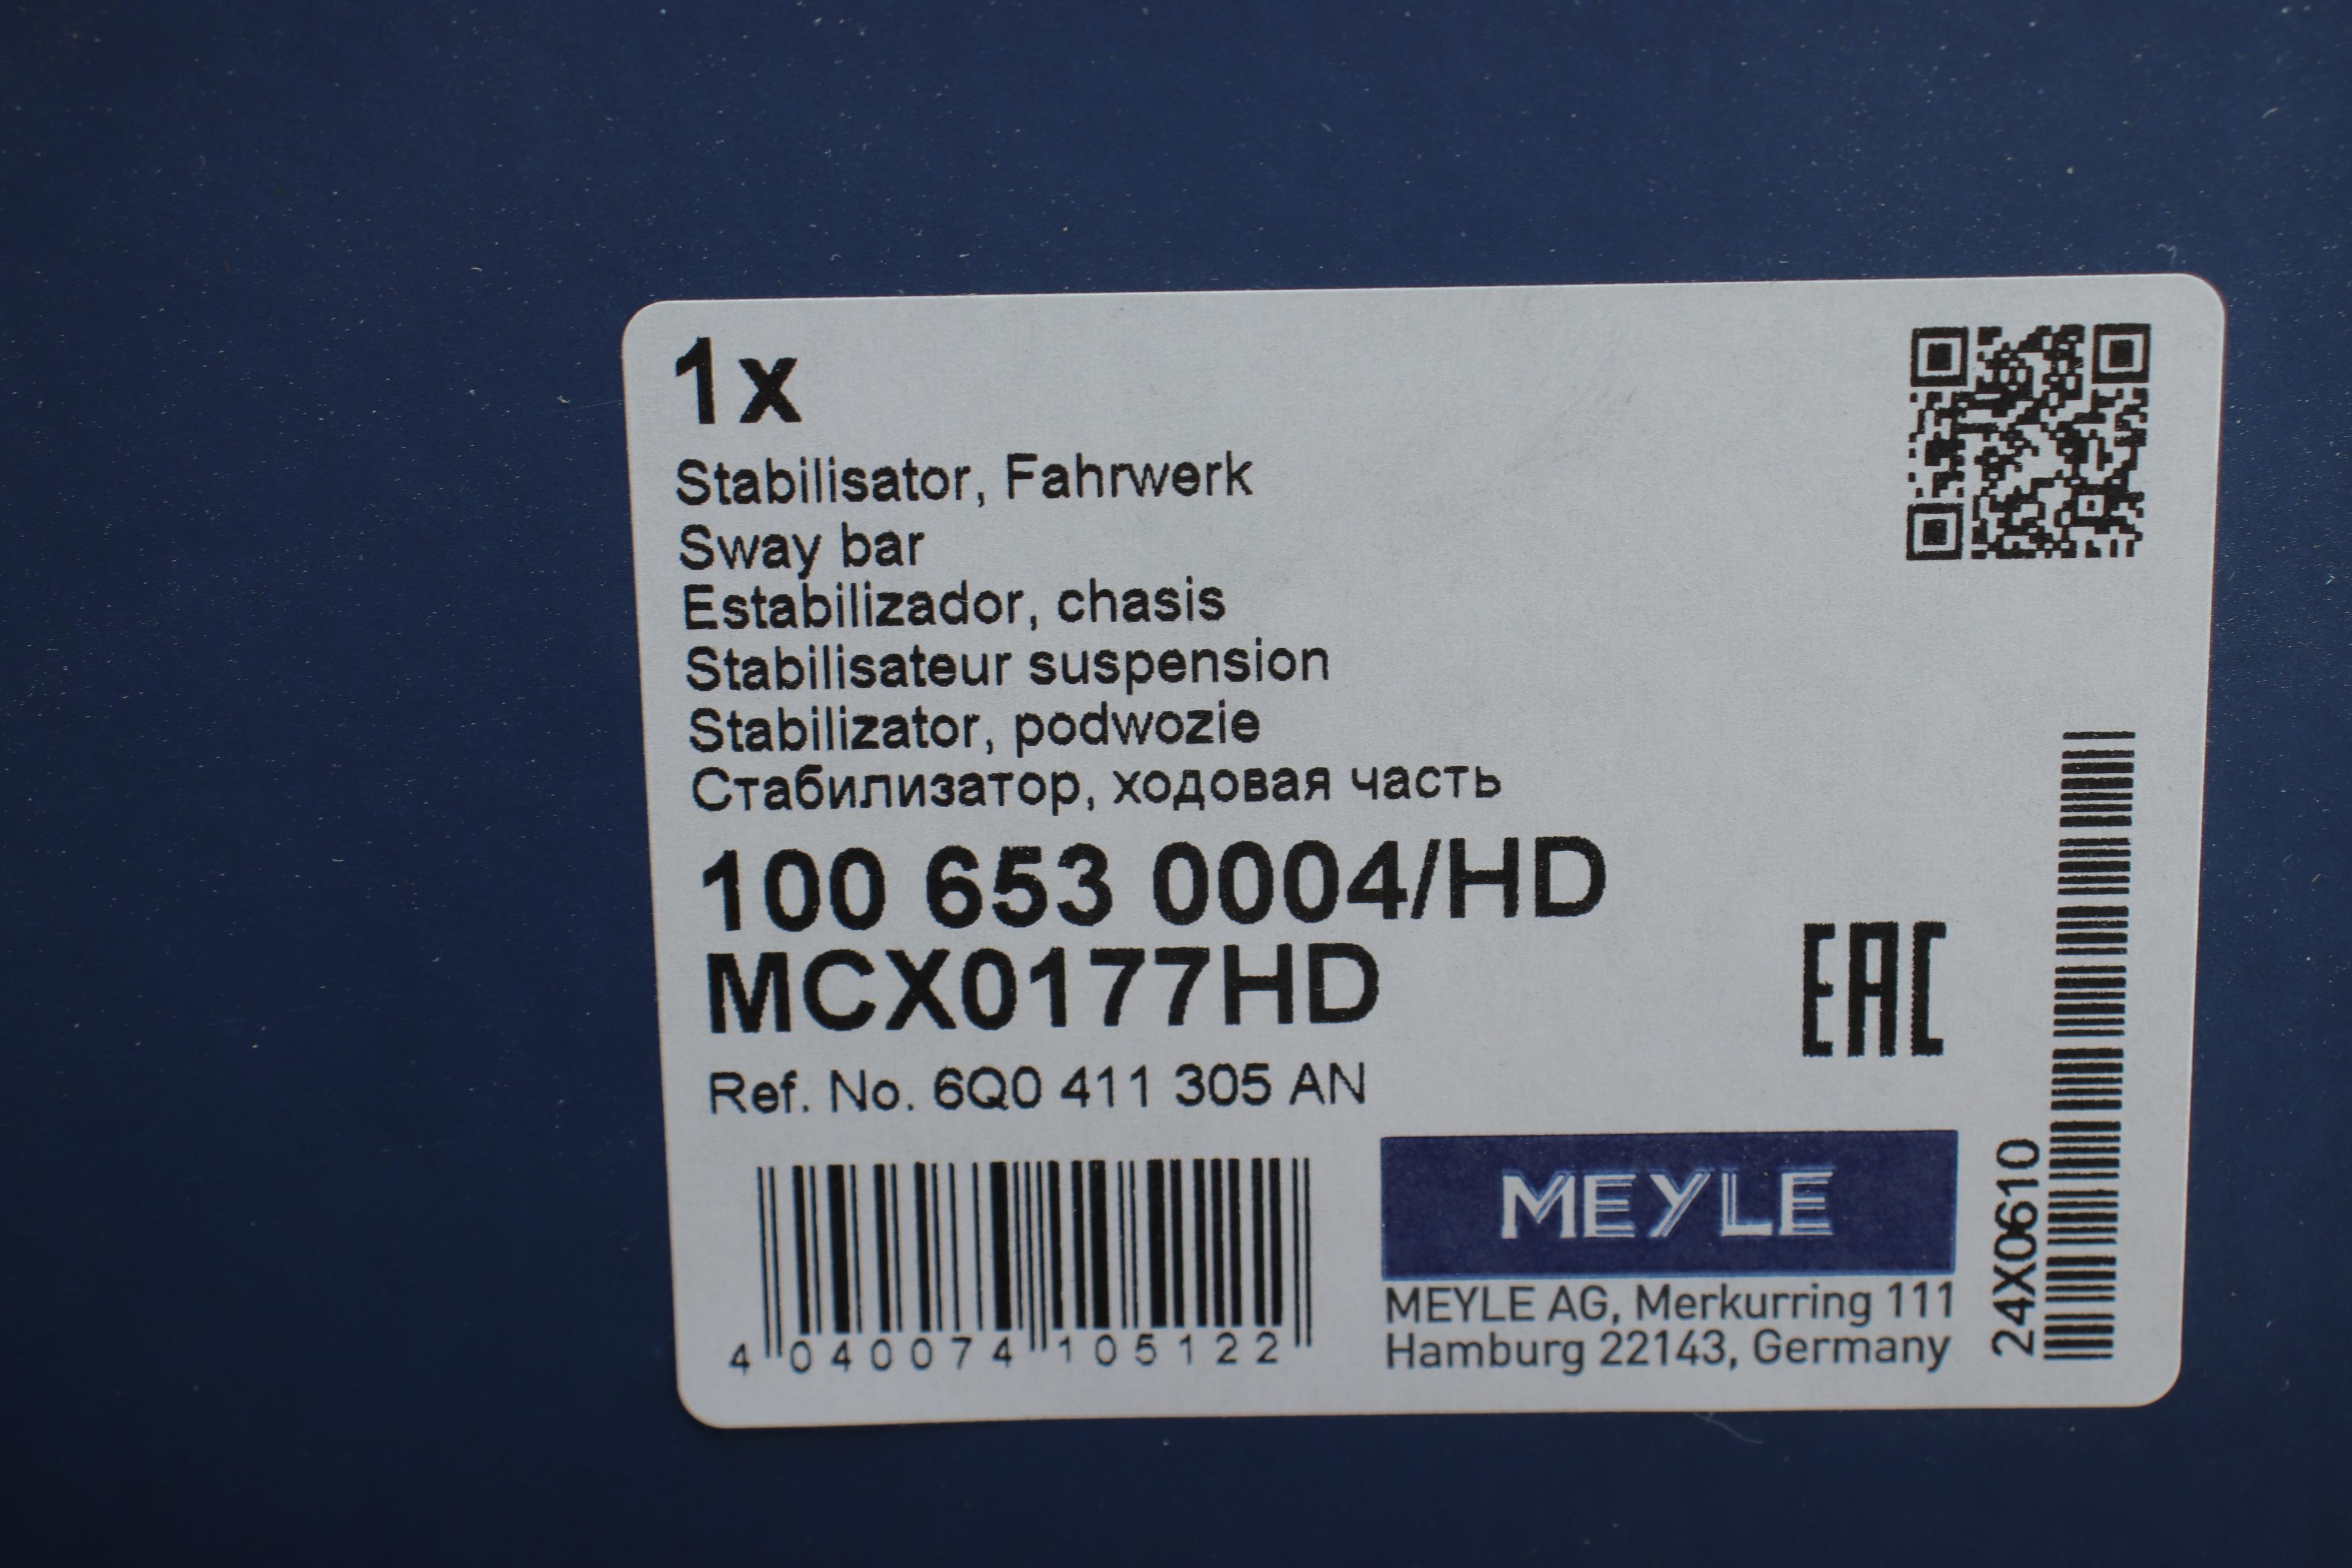 1x
Stabilisator, Fahrwerk
Sway bar
Estabilizador, chasis
Stabilisateur suspension
Stabilizator, podwozie
Стабилизатор, ходовая часть
100 653 0004/HD
MCX0177HD
EAC
Ref. No. 6Q0 411 305 AN
4 040074 105122
MEYLE
MEYLE AG, Merkurring 111
Hamburg 22143, Germany
24X0610